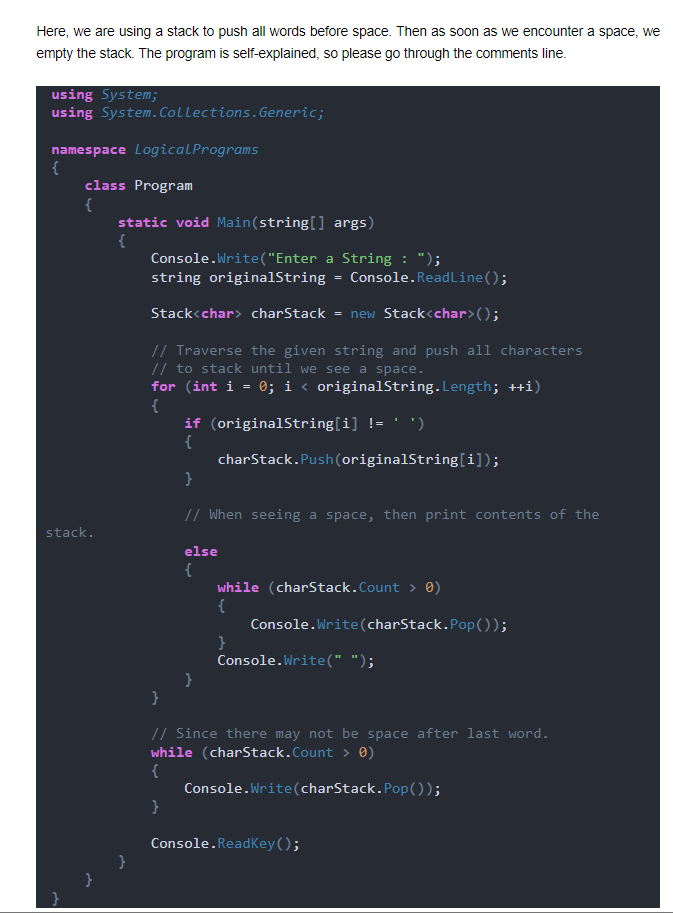 Here, we are using a stack to push all words before space. Then as soon as we encounter a space, we
empty the stack. The program is self-explained, so please go through the comments line.
using System;
using System.Collections.Generic;
namespace LogicalPrograms
{
class Program
{
static void Main(string[] args)
{
Console.Write("Enter a String : ");
string originalString = Console.ReadLine();
Stack<char> charStack = new Stack<char>();
// Traverse the given string and push all characters
// to stack until we see a space.
for (int i = 0; i < originalString.Length; ++i)
{
if (originalString[i] != ' ')
{
charStack.Push(originalString[i]);
}
// When seeing a space, then print contents of the
stack.
else
{
while (charStack.Count > 0)
{
Console.Write(charStack.Pop());
}
Console.Write(" ");
}
}
// Since there may not be space after last word.
while (charStack.Count > 0)
{
Console.Write(charStack.Pop());
}
Console.ReadKey();
}
}
}